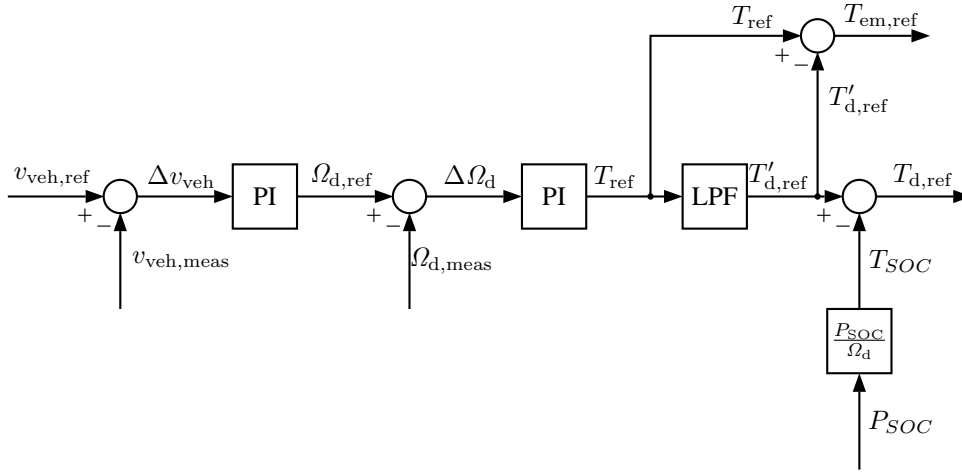 T_ref
T_em,ref
+
−
T′_d,ref
v_veh,ref
Δv_veh
PI
Ω_d,ref
ΔΩ_d
PI
T_ref
LPF
T′_d,ref
T_d,ref
+
−
+
−
+
−
v_veh,meas
Ω_d,meas
T_SOC
P_SOC
Ω_d
P_SOC